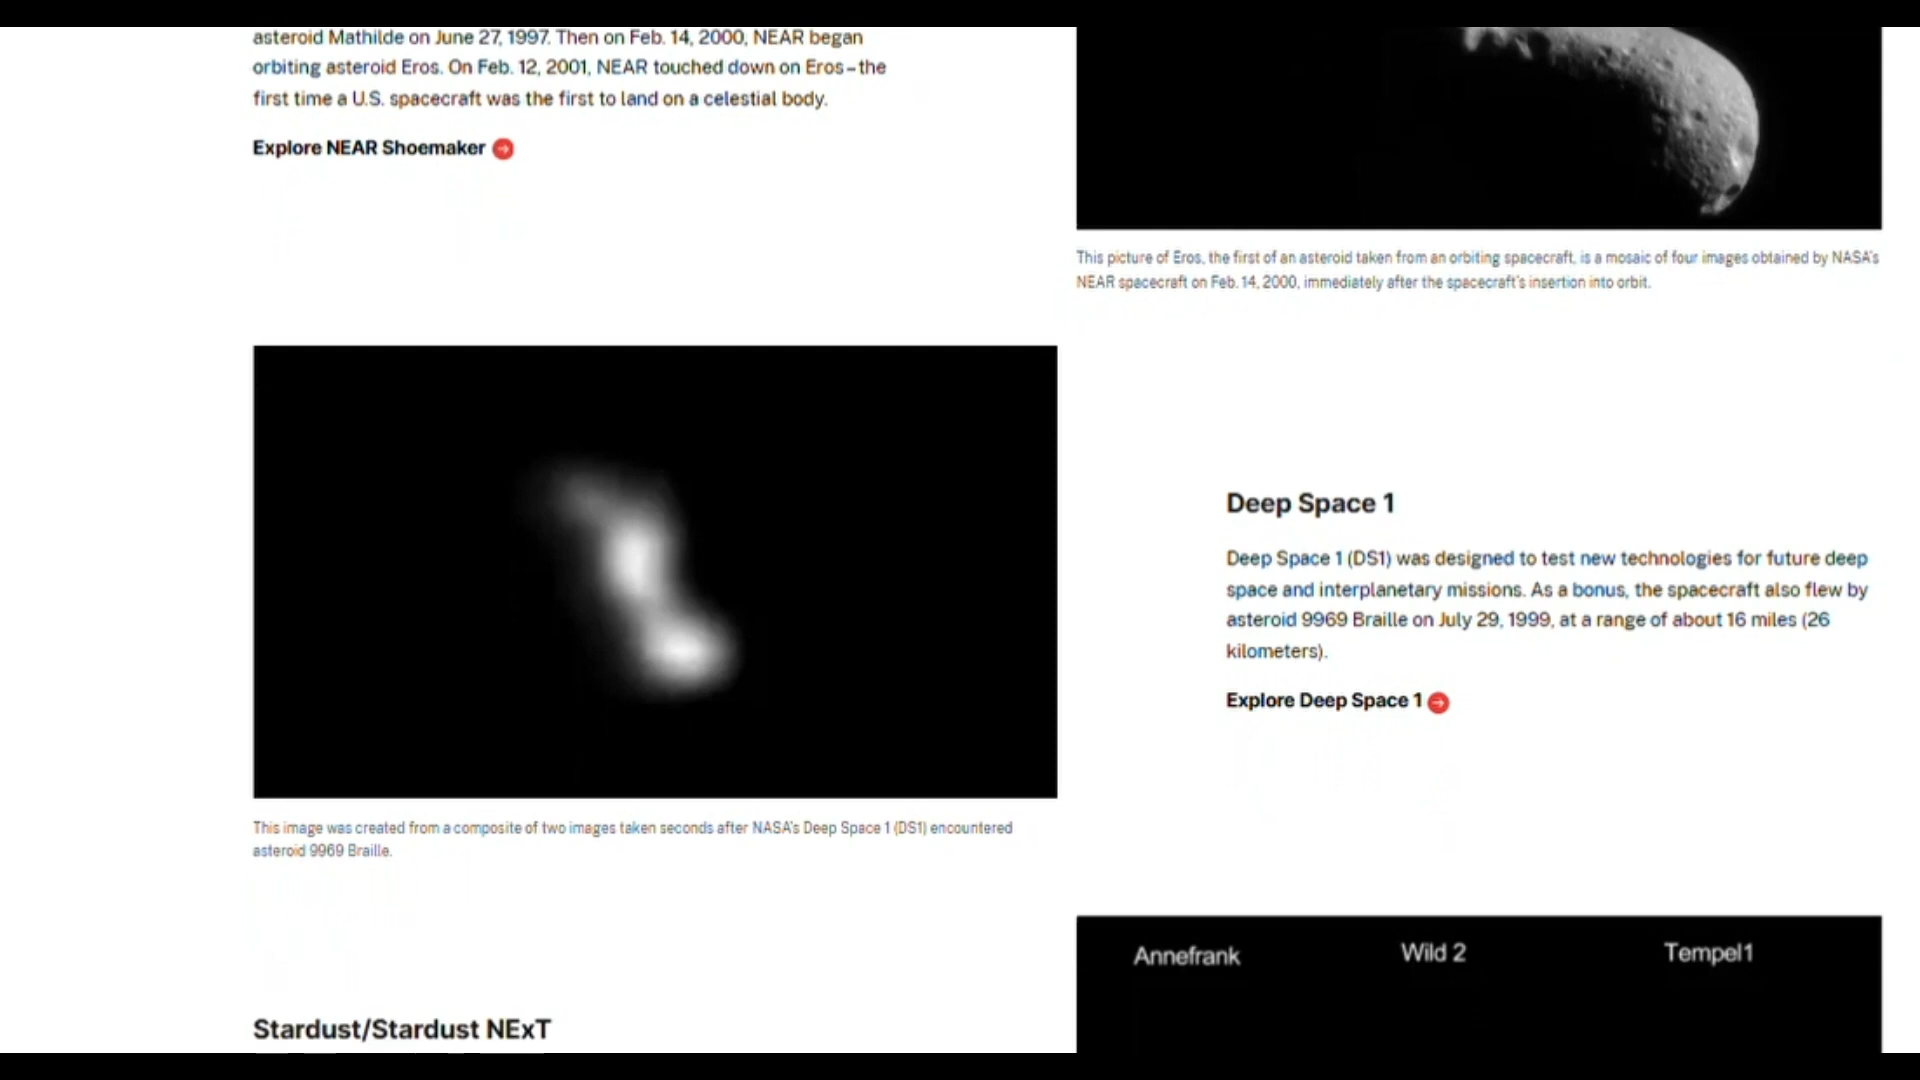 asteroid Mathilde on June 27, 1997. Then on Feb. 14, 2000, NEAR began
orbiting asteroid Eros. On Feb. 12, 2001, NEAR touched down on Eros–the
first time a U.S. spacecraft was the first to land on a celestial body.
Explore NEAR Shoemaker
This picture of Eros, the first of an asteroid taken from an orbiting spacecraft, is a mosaic of four images obtained by NASA's
NEAR spacecraft on Feb. 14, 2000, immediately after the spacecraft's insertion into orbit.
Deep Space 1
Deep Space 1 (DS1) was designed to test new technologies for future deep
space and interplanetary missions. As a bonus, the spacecraft also flew by
asteroid 9969 Braille on July 29, 1999, at a range of about 16 miles (26
kilometers).
Explore Deep Space 1
This image was created from a composite of two images taken seconds after NASA's Deep Space 1 (DS1) encountered
asteroid 9969 Braille.
Annefrank
Wild 2
Tempel1
Stardust/Stardust NExT